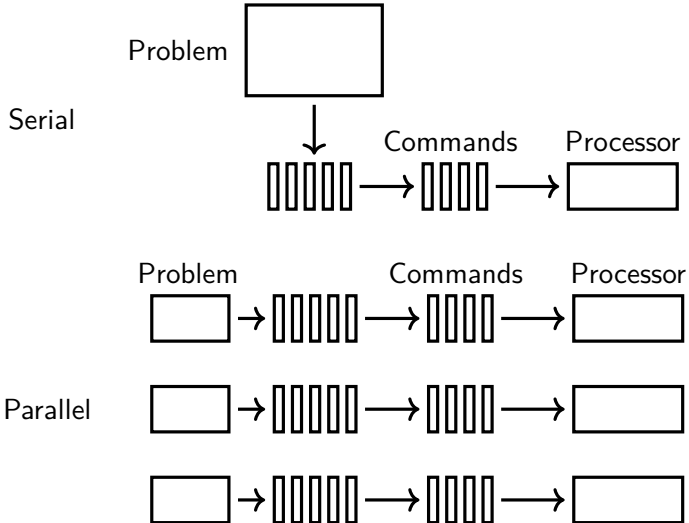 Problem
Serial
Commands
Processor
Problem
Commands
Processor
Parallel